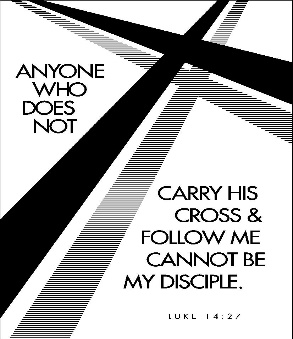 ANYONE
WHO
DOES
NOT
CARRY HIS
CROSS &
FOLLOW ME
CANNOT BE
MY DISCIPLE.
LUKE 14:27